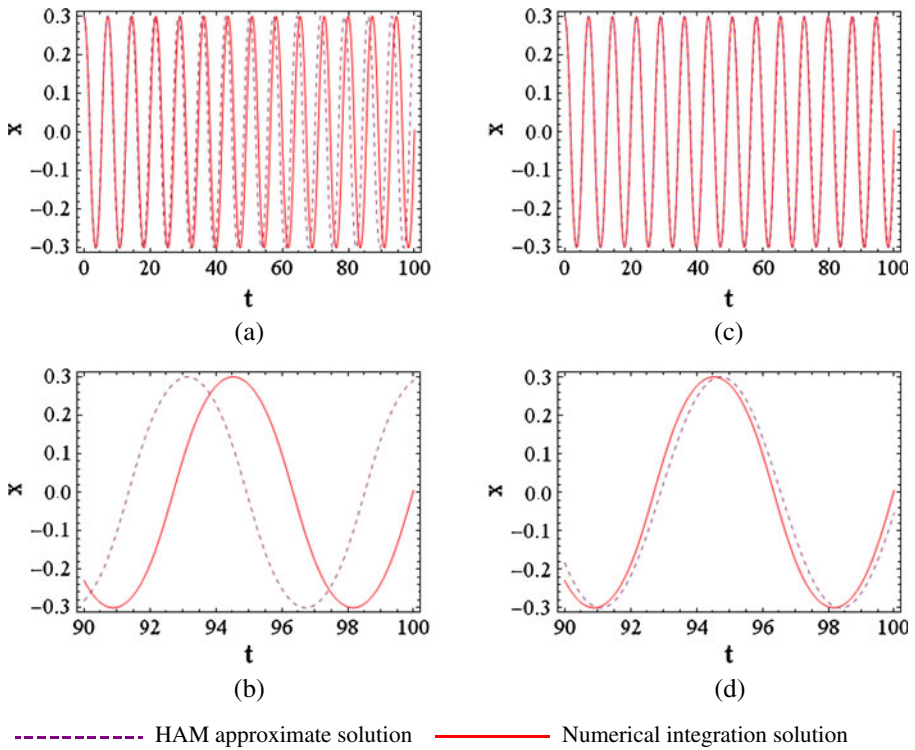 0.3
0.2
0.1
0.0
−0.1
−0.2
−0.3
x
0 20 40 60 80 100
t
(a)
0.3
0.2
0.1
0.0
−0.1
−0.2
−0.3
x
0 20 40 60 80 100
t
(c)
0.3
0.2
0.1
0.0
−0.1
−0.2
−0.3
x
90 92 94 96 98 100
t
(b)
0.3
0.2
0.1
0.0
−0.1
−0.2
−0.3
x
90 92 94 96 98 100
t
(d)
HAM approximate solution
Numerical integration solution